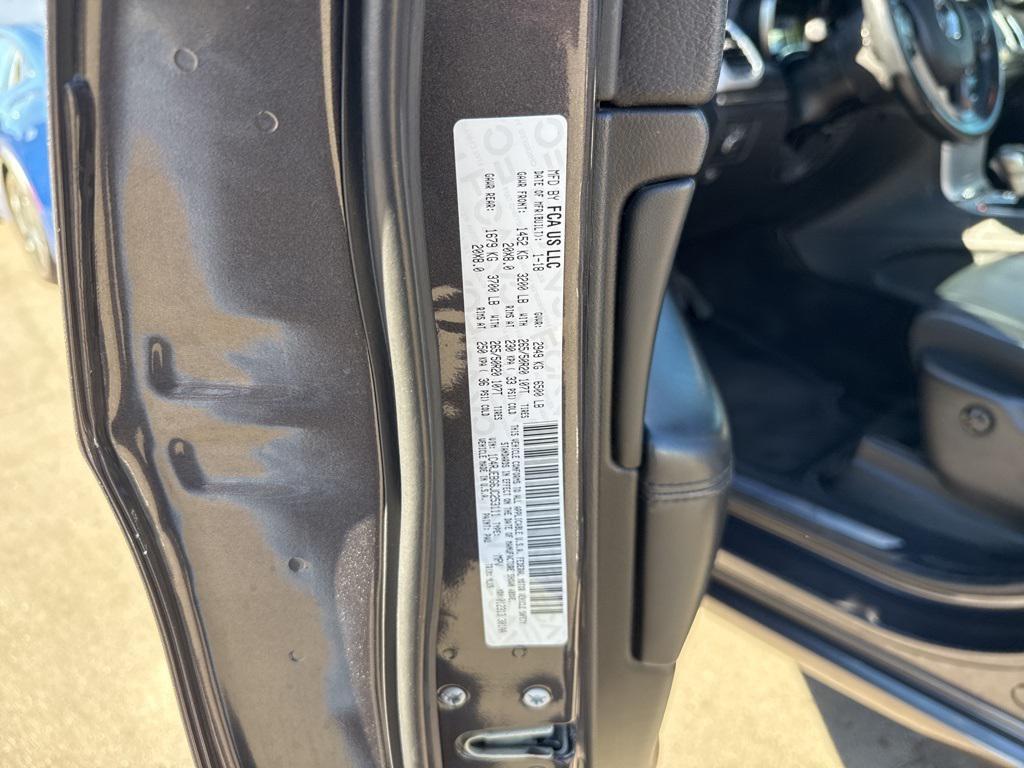 MFD BY FCA US LLC
DATE OF MFR(BUILT): 1-18 GVWR: 2949 KG 6500 LB
GAWR FRONT: 1452 KG 3200 LB WITH 265/50R20 107T TIRES
20X8.0 RIMS AT 230 KPA ( 33 PSI) COLD
GAWR REAR: 1679 KG 3700 LB WITH 265/50R20 107T TIRES
20X8.0 RIMS AT 250 KPA ( 36 PSI) COLD
THIS VEHICLE CONFORMS TO ALL APPLICABLE U.S.A. FEDERAL MOTOR VEHICLE SAFETY
STANDARDS IN EFFECT ON THE DATE OF MANUFACTURE SHOWN ABOVE.
VIN: 1C4RJEBG6JC253111 TYPE: MPV
VEHICLE MADE IN U.S.A. PAINT: PAU